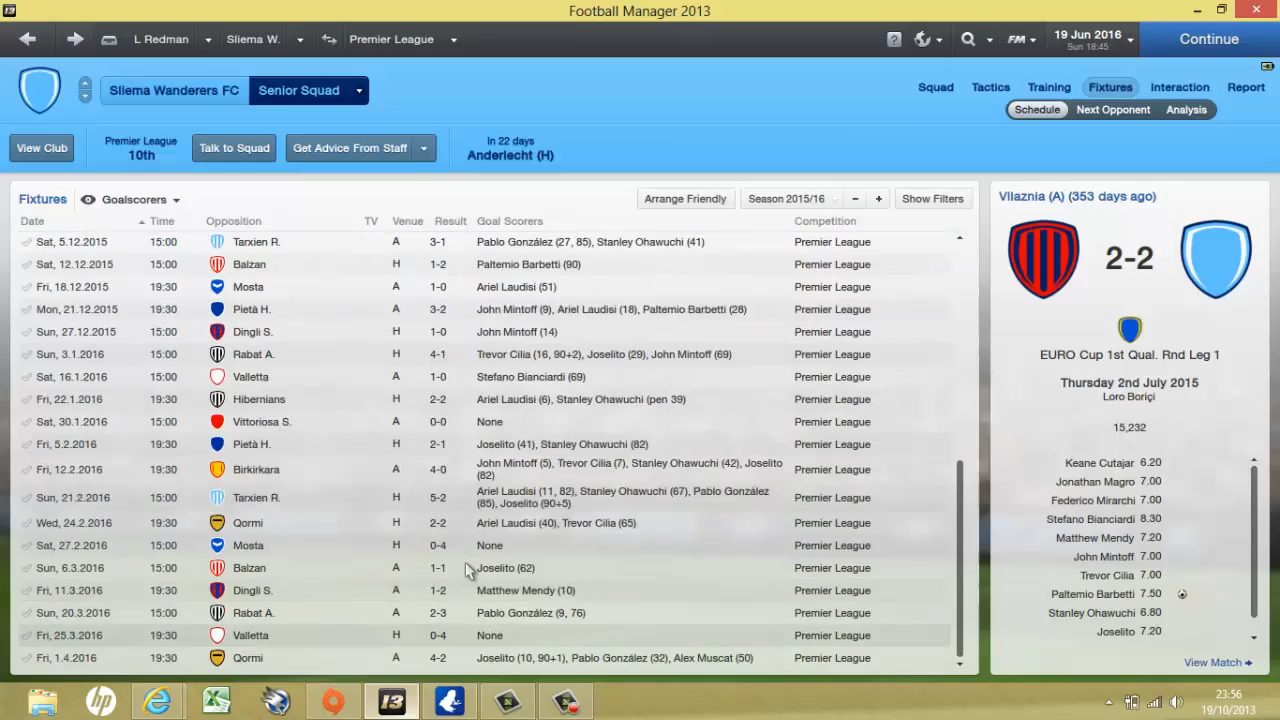 13 Football Manager 2013
L Redman Sliema W. Premier League ? FM 19 Jun 2016 Sun 18:45 Continue
Sliema Wanderers FC Senior Squad Squad Tactics Training Fixtures Interaction Report
Schedule Next Opponent Analysis
View Club Premier League 10th Talk to Squad Get Advice From Staff In 22 days Anderlecht (H)
Fixtures Goalscorers Arrange Friendly Season 2015/16 - + Show Filters
Date Time Opposition TV Venue Result Goal Scorers Competition
Sat, 5.12.2015 15:00 Tarxien R. A 3-1 Pablo González (27, 85), Stanley Ohawuchi (41) Premier League
Sat, 12.12.2015 15:00 Balzan H 1-2 Paltemio Barbetti (90) Premier League
Fri, 18.12.2015 19:30 Mosta A 1-0 Ariel Laudisi (51) Premier League
Mon, 21.12.2015 19:30 Pietà H. A 3-2 John Mintoff (9), Ariel Laudisi (18), Paltemio Barbetti (28) Premier League
Sun, 27.12.2015 15:00 Dingli S. H 1-0 John Mintoff (14) Premier League
Sun, 3.1.2016 15:00 Rabat A. H 4-1 Trevor Cilia (16, 90+2), Joselito (29), John Mintoff (69) Premier League
Sat, 16.1.2016 15:00 Valletta A 1-0 Stefano Bianciardi (69) Premier League
Fri, 22.1.2016 19:30 Hibernians H 2-2 Ariel Laudisi (6), Stanley Ohawuchi (pen 39) Premier League
Sat, 30.1.2016 15:00 Vittoriosa S. A 0-0 None Premier League
Fri, 5.2.2016 19:30 Pietà H. H 2-1 Joselito (41), Stanley Ohawuchi (82) Premier League
Fri, 12.2.2016 19:30 Birkirkara A 4-0 John Mintoff (5), Trevor Cilia (7), Stanley Ohawuchi (42), Joselito (82) Premier League
Sun, 21.2.2016 15:00 Tarxien R. H 5-2 Ariel Laudisi (11, 82), Stanley Ohawuchi (67), Pablo González (85), Joselito (90+5) Premier League
Wed, 24.2.2016 19:30 Qormi H 2-2 Ariel Laudisi (40), Trevor Cilia (65) Premier League
Sat, 27.2.2016 15:00 Mosta H 0-4 None Premier League
Sun, 6.3.2016 15:00 Balzan A 1-1 Joselito (62) Premier League
Fri, 11.3.2016 19:30 Dingli S. A 1-2 Matthew Mendy (10) Premier League
Sun, 20.3.2016 15:00 Rabat A. A 2-3 Pablo González (9, 76) Premier League
Fri, 25.3.2016 19:30 Valletta H 0-4 None Premier League
Fri, 1.4.2016 19:30 Qormi A 4-2 Joselito (10, 90+1), Pablo González (32), Alex Muscat (50) Premier League
Vllaznia (A) (353 days ago)
2-2
EURO Cup 1st Qual. Rnd Leg 1
Thursday 2nd July 2015
Loro Boriçi
15,232
Keane Cutajar 6.20
Jonathan Magro 7.00
Federico Mirarchi 7.00
Stefano Bianciardi 8.30
Matthew Mendy 7.20
John Mintoff 7.00
Trevor Cilia 7.00
Paltemio Barbetti 7.50
Stanley Ohawuchi 6.80
Joselito 7.20
View Match
hp 13 23:56
19/10/2013